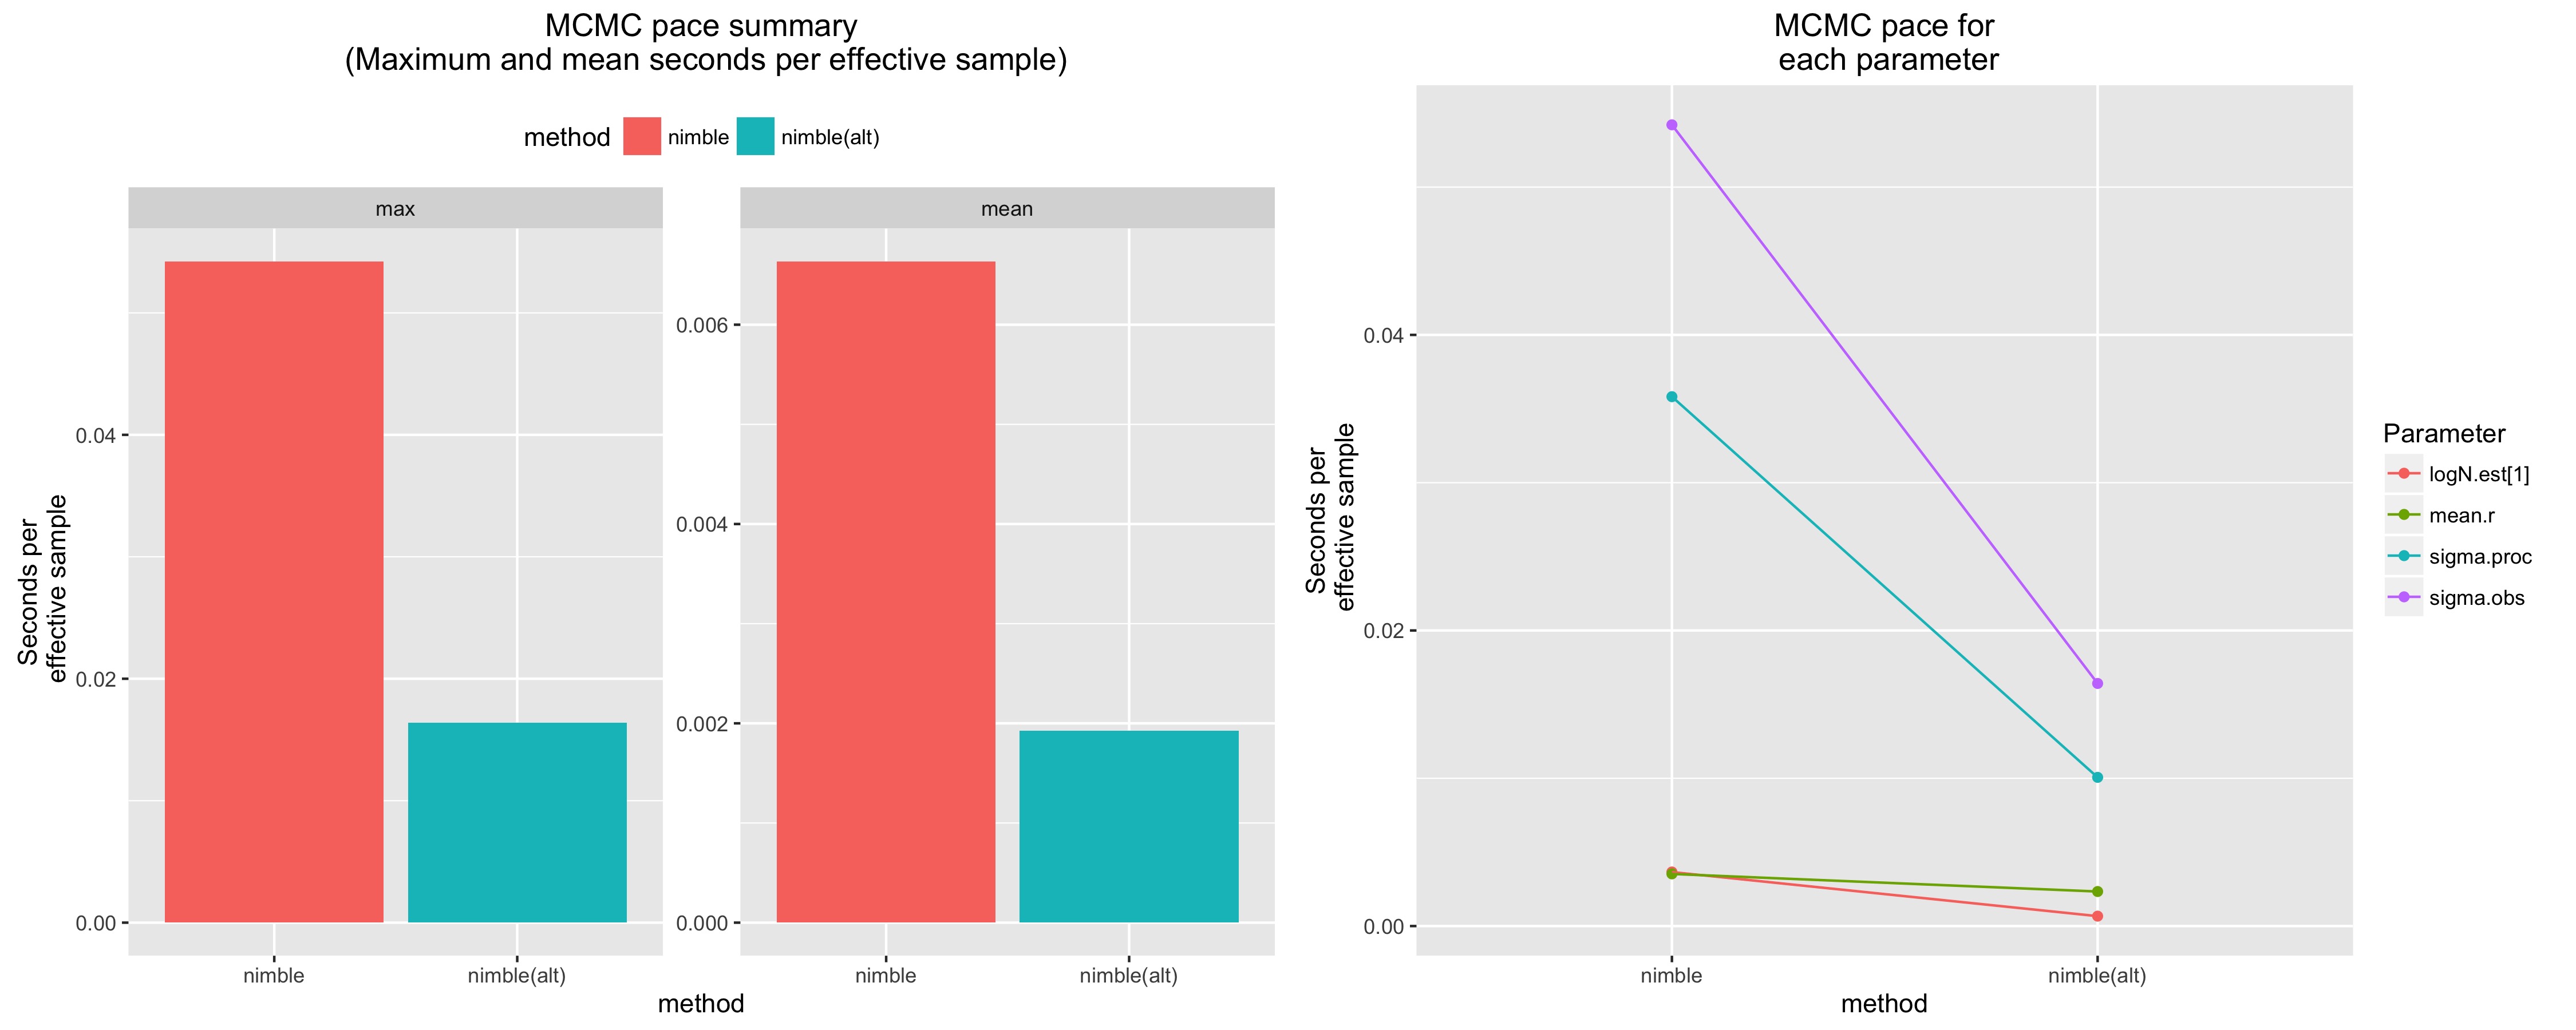 MCMC pace summary
(Maximum and mean seconds per effective sample)
method nimble nimble(alt)
max
mean
Seconds per
effective sample
0.04
0.02
0.00
0.006
0.004
0.002
0.000
nimble nimble(alt)
nimble nimble(alt)
method
MCMC pace for
each parameter
Seconds per
effective sample
0.04
0.02
0.00
nimble nimble(alt)
method
Parameter
logN.est[1]
mean.r
sigma.proc
sigma.obs